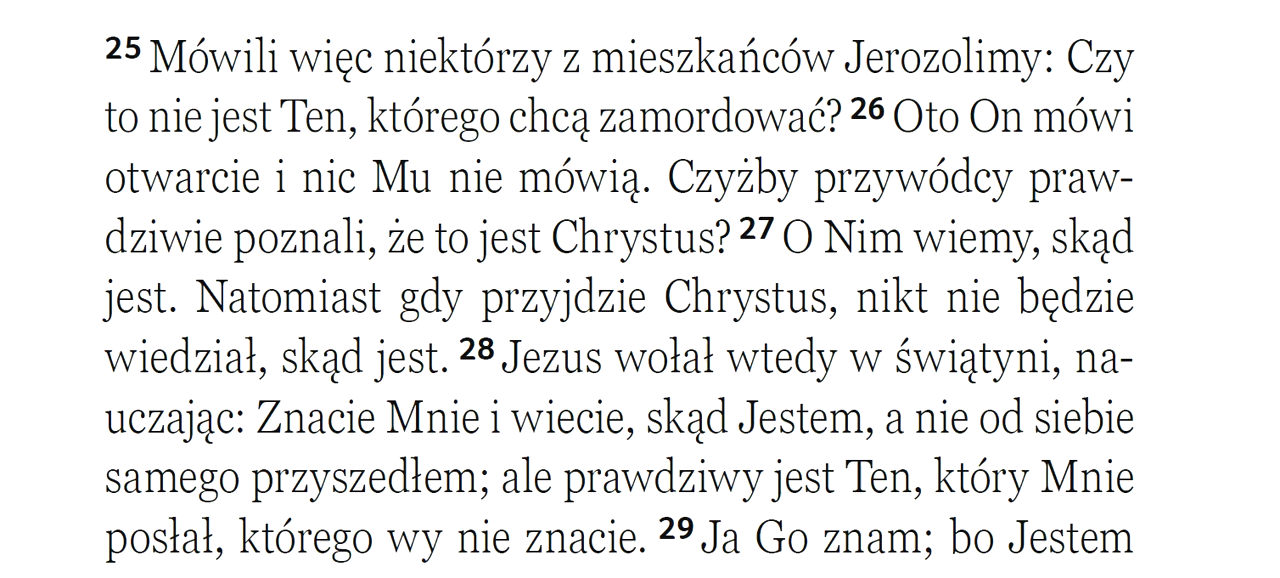 25 Mówili więc niektórzy z mieszkańców Jerozolimy: Czy
to nie jest Ten, którego chcą zamordować? 26 Oto On mówi
otwarcie i nic Mu nie mówią. Czyżby przywódcy praw-
dziwie poznali, że to jest Chrystus? 27 O Nim wiemy, skąd
jest. Natomiast gdy przyjdzie Chrystus, nikt nie będzie
wiedział, skąd jest. 28 Jezus wołał wtedy w świątyni, na-
uczając: Znacie Mnie i wiecie, skąd Jestem, a nie od siebie
samego przyszedłem; ale prawdziwy jest Ten, który Mnie
posłał, którego wy nie znacie. 29 Ja Go znam; bo Jestem